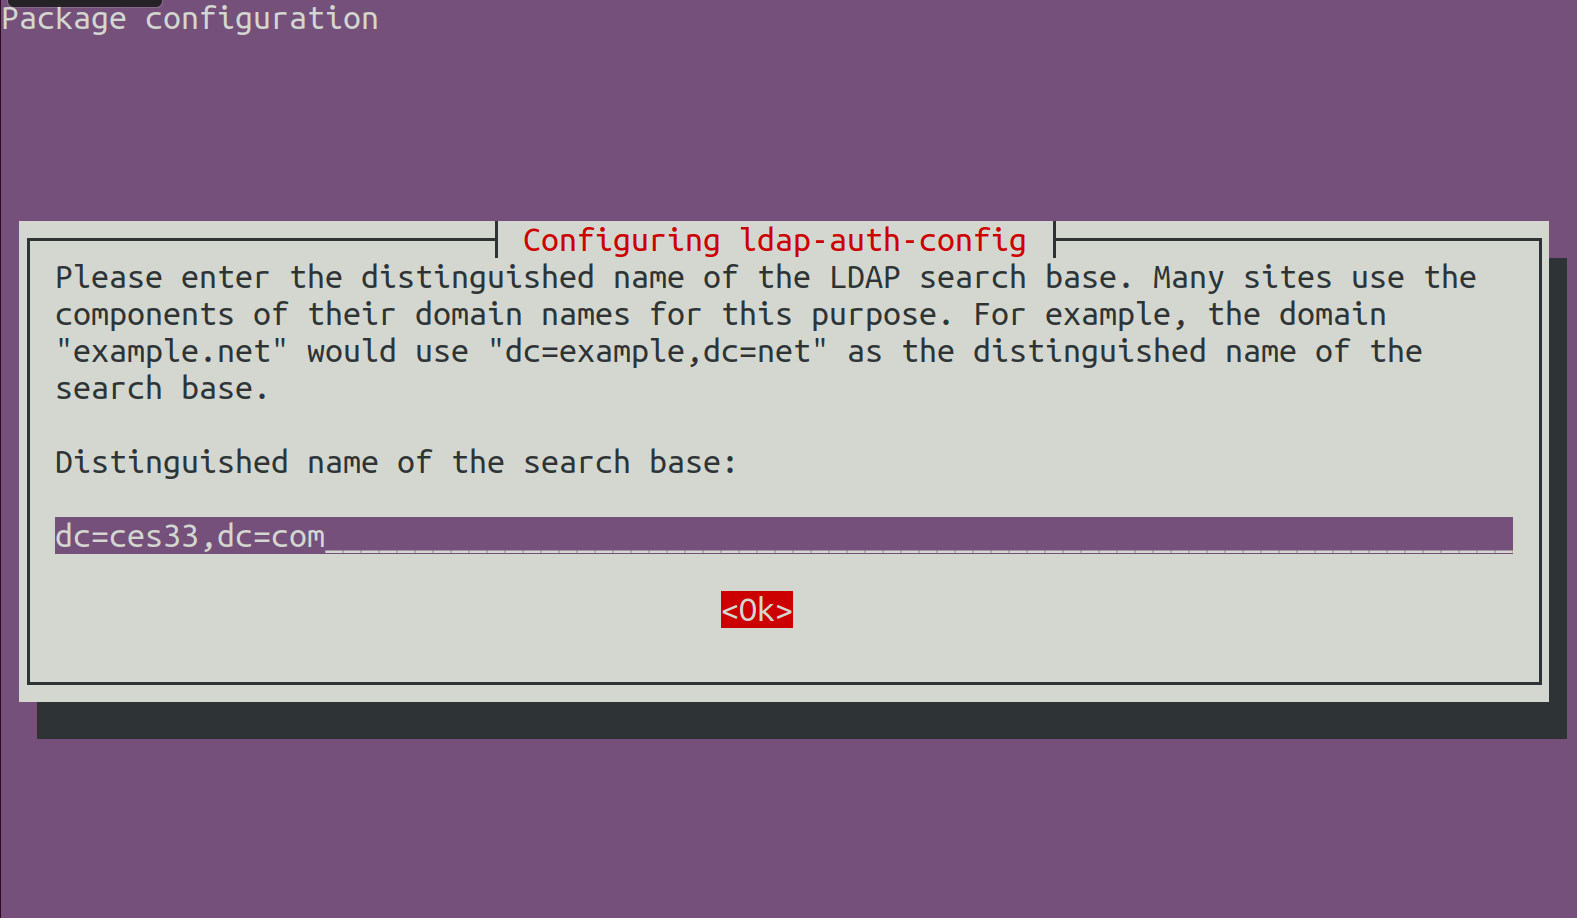 Package configuration
Configuring ldap-auth-config
Please enter the distinguished name of the LDAP search base. Many sites use the
components of their domain names for this purpose. For example, the domain
"example.net" would use "dc=example,dc=net" as the distinguished name of the
search base.
Distinguished name of the search base:
dc=ces33,dc=com
<Ok>